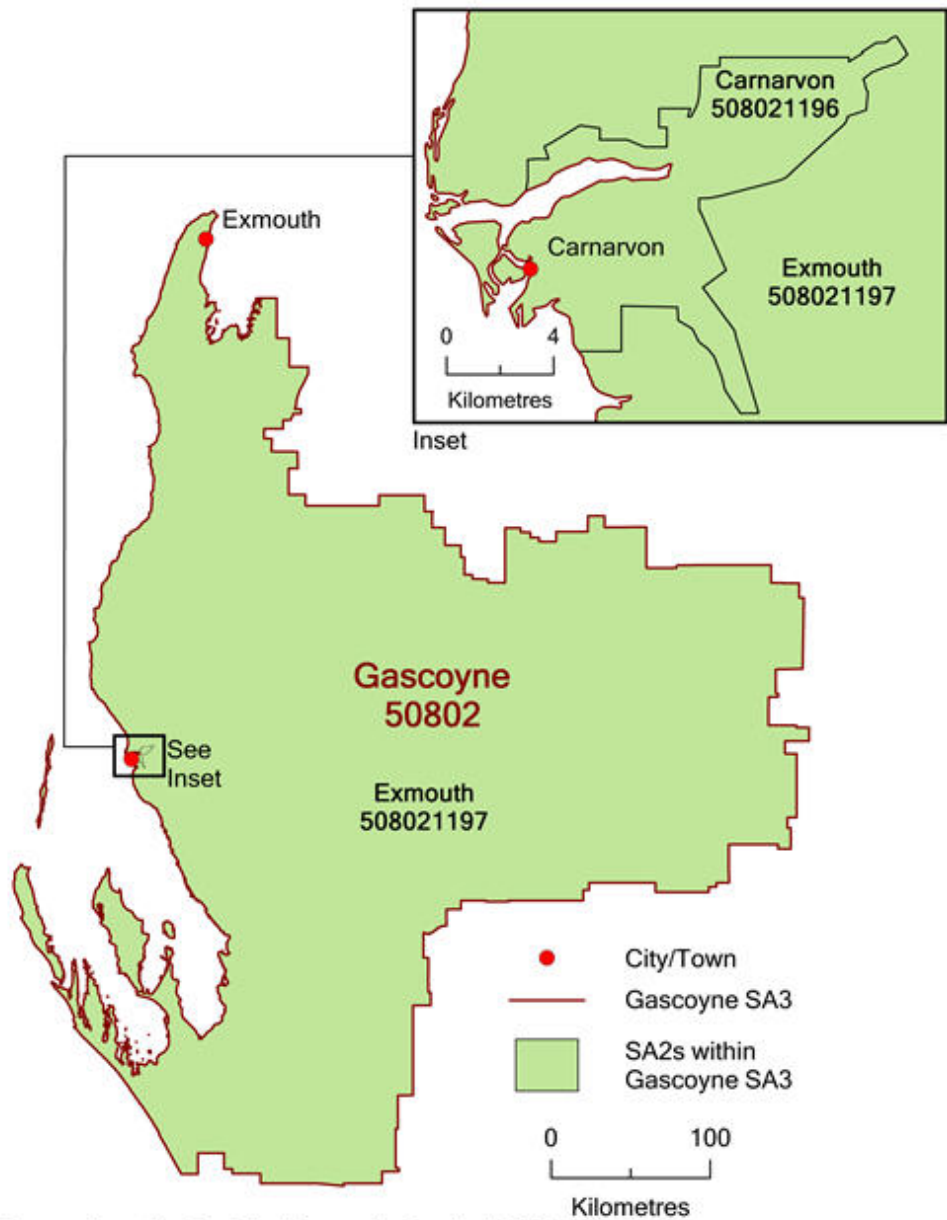 Carnarvon
508021196
Carnarvon
Exmouth
508021197
0 4
Kilometres
Inset
Exmouth
Gascoyne
50802
See
Inset
Exmouth
508021197
City/Town
Gascoyne SA3
SA2s within
Gascoyne SA3
0 100
Kilometres